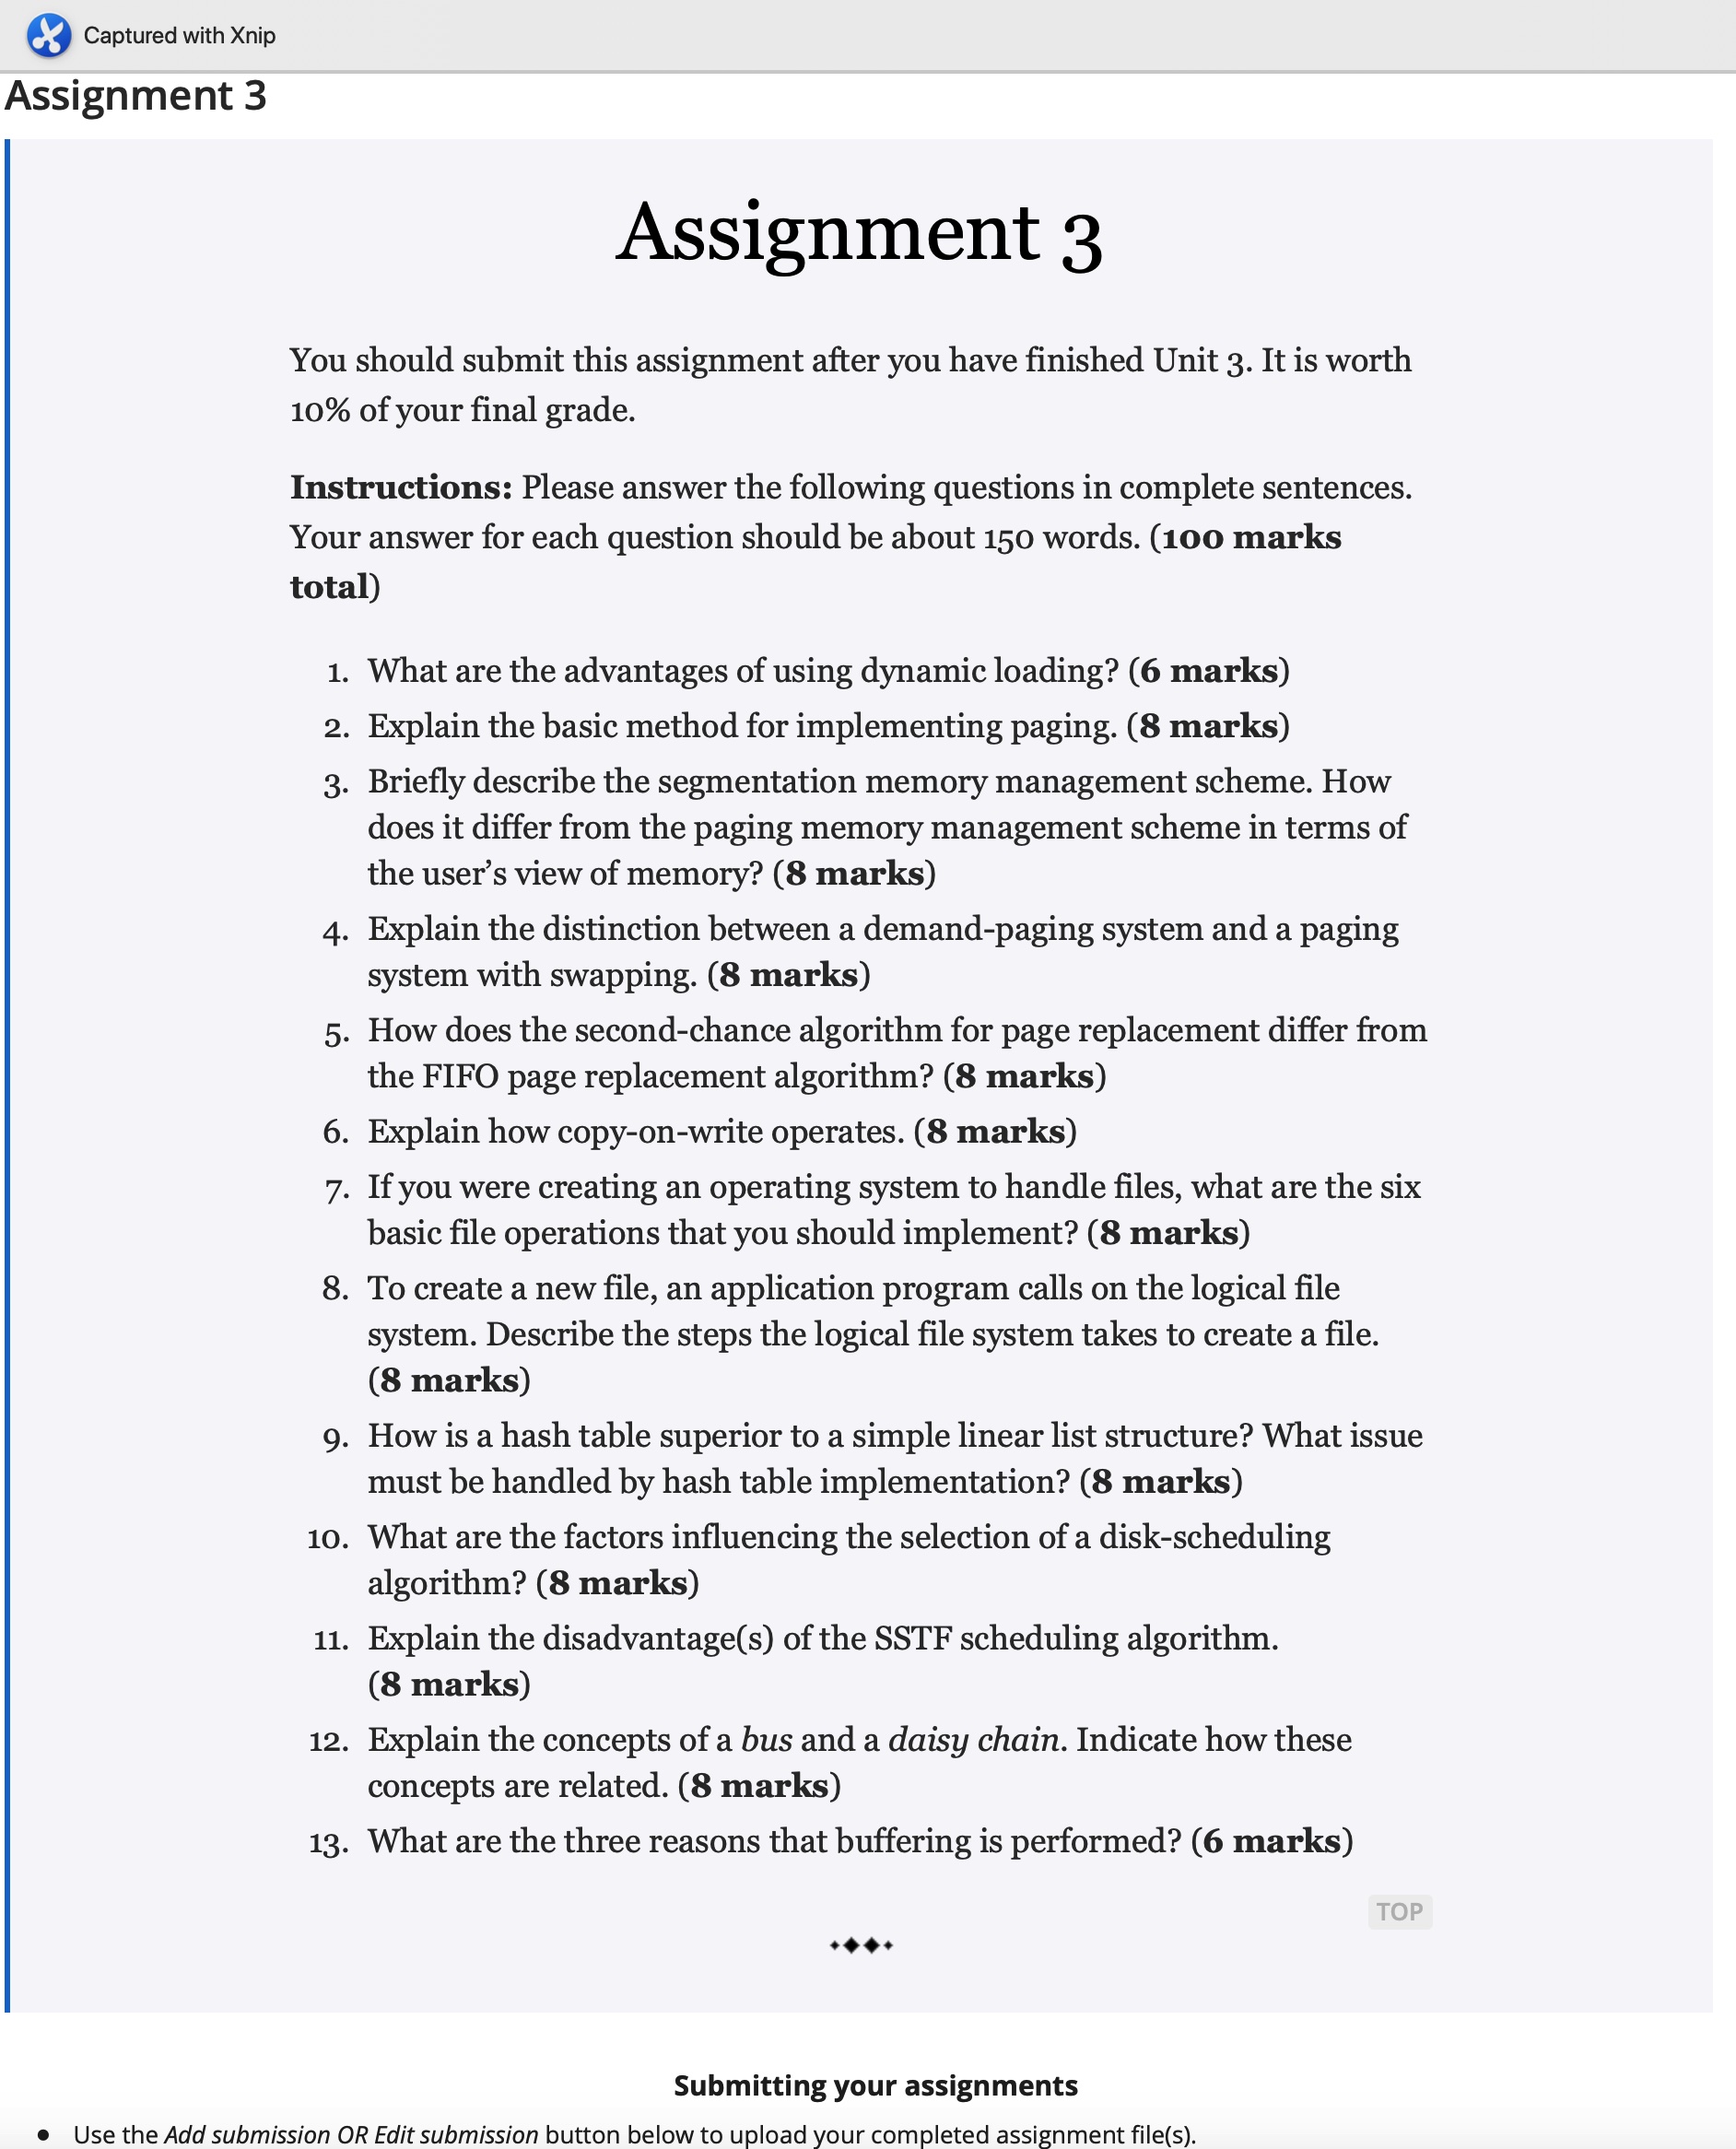 Captured with Xnip
Assignment 3
Assignment 3
You should submit this assignment after you have finished Unit 3. It is worth
10% of your final grade.
Instructions: Please answer the following questions in complete sentences.
Your answer for each question should be about 150 words. (100 marks
total)
1. What are the advantages of using dynamic loading? (6 marks)
2. Explain the basic method for implementing paging. (8 marks)
3. Briefly describe the segmentation memory management scheme. How
does it differ from the paging memory management scheme in terms of
the user’s view of memory? (8 marks)
4. Explain the distinction between a demand-paging system and a paging
system with swapping. (8 marks)
5. How does the second-chance algorithm for page replacement differ from
the FIFO page replacement algorithm? (8 marks)
6. Explain how copy-on-write operates. (8 marks)
7. If you were creating an operating system to handle files, what are the six
basic file operations that you should implement? (8 marks)
8. To create a new file, an application program calls on the logical file
system. Describe the steps the logical file system takes to create a file.
(8 marks)
9. How is a hash table superior to a simple linear list structure? What issue
must be handled by hash table implementation? (8 marks)
10. What are the factors influencing the selection of a disk-scheduling
algorithm? (8 marks)
11. Explain the disadvantage(s) of the SSTF scheduling algorithm.
(8 marks)
12. Explain the concepts of a bus and a daisy chain. Indicate how these
concepts are related. (8 marks)
13. What are the three reasons that buffering is performed? (6 marks)
TOP
Submitting your assignments
• Use the Add submission OR Edit submission button below to upload your completed assignment file(s).